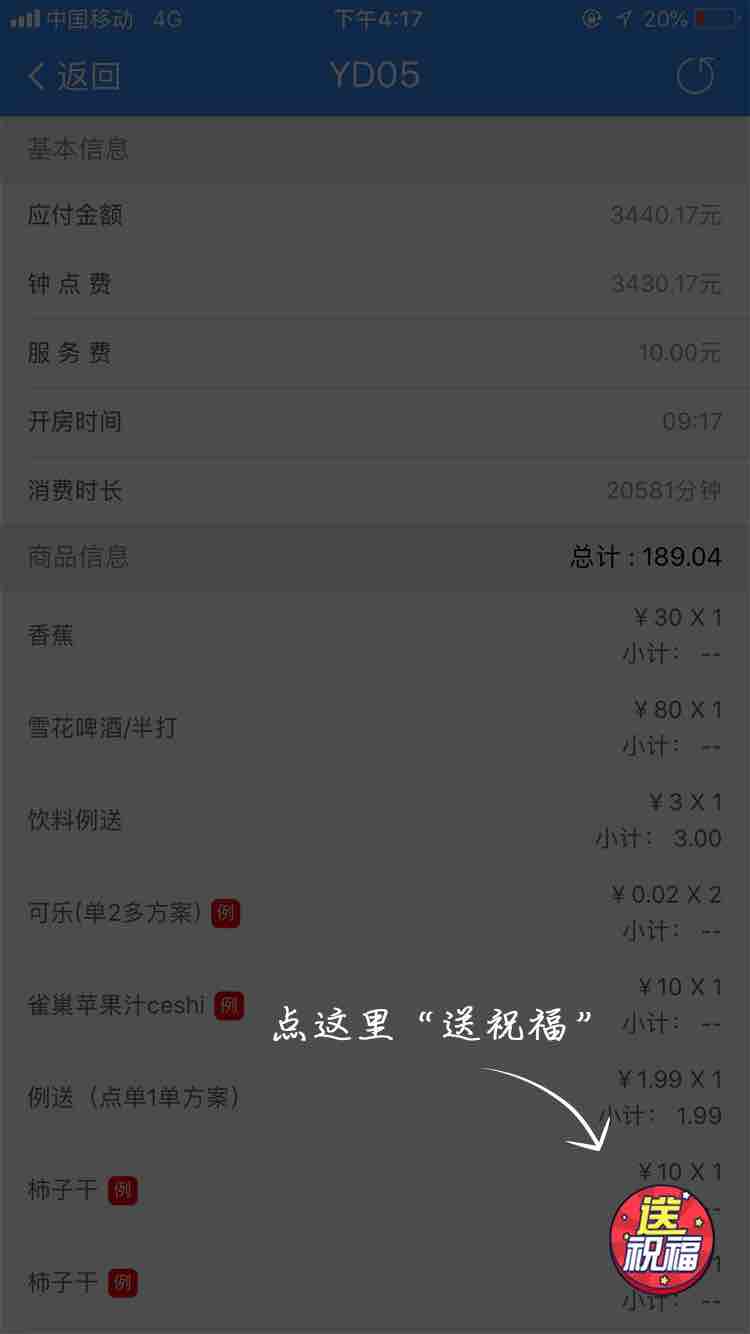 中国移动 4G 下午4:17 20%
返回 YD05
基本信息
应付金额 3440.17元
钟点费 3430.17元
服务费 10.00元
开房时间 09:17
消费时长 20581分钟
商品信息 总计：189.04
香蕉 ¥30 X 1
小计： --
雪花啤酒/半打 ¥80 X 1
小计： --
饮料例送 ¥3 X 1
小计： 3.00
可乐(单2多方案) 例 ¥0.02 X 2
小计： --
雀巢苹果汁ceshi 例 ¥10 X 1
小计： --
点这里“送祝福”
例送（点单1单方案） ¥1.99 X 1
小计： 1.99
柿子干 例 ¥10 X 1
送
祝福
柿子干 例
小计： --